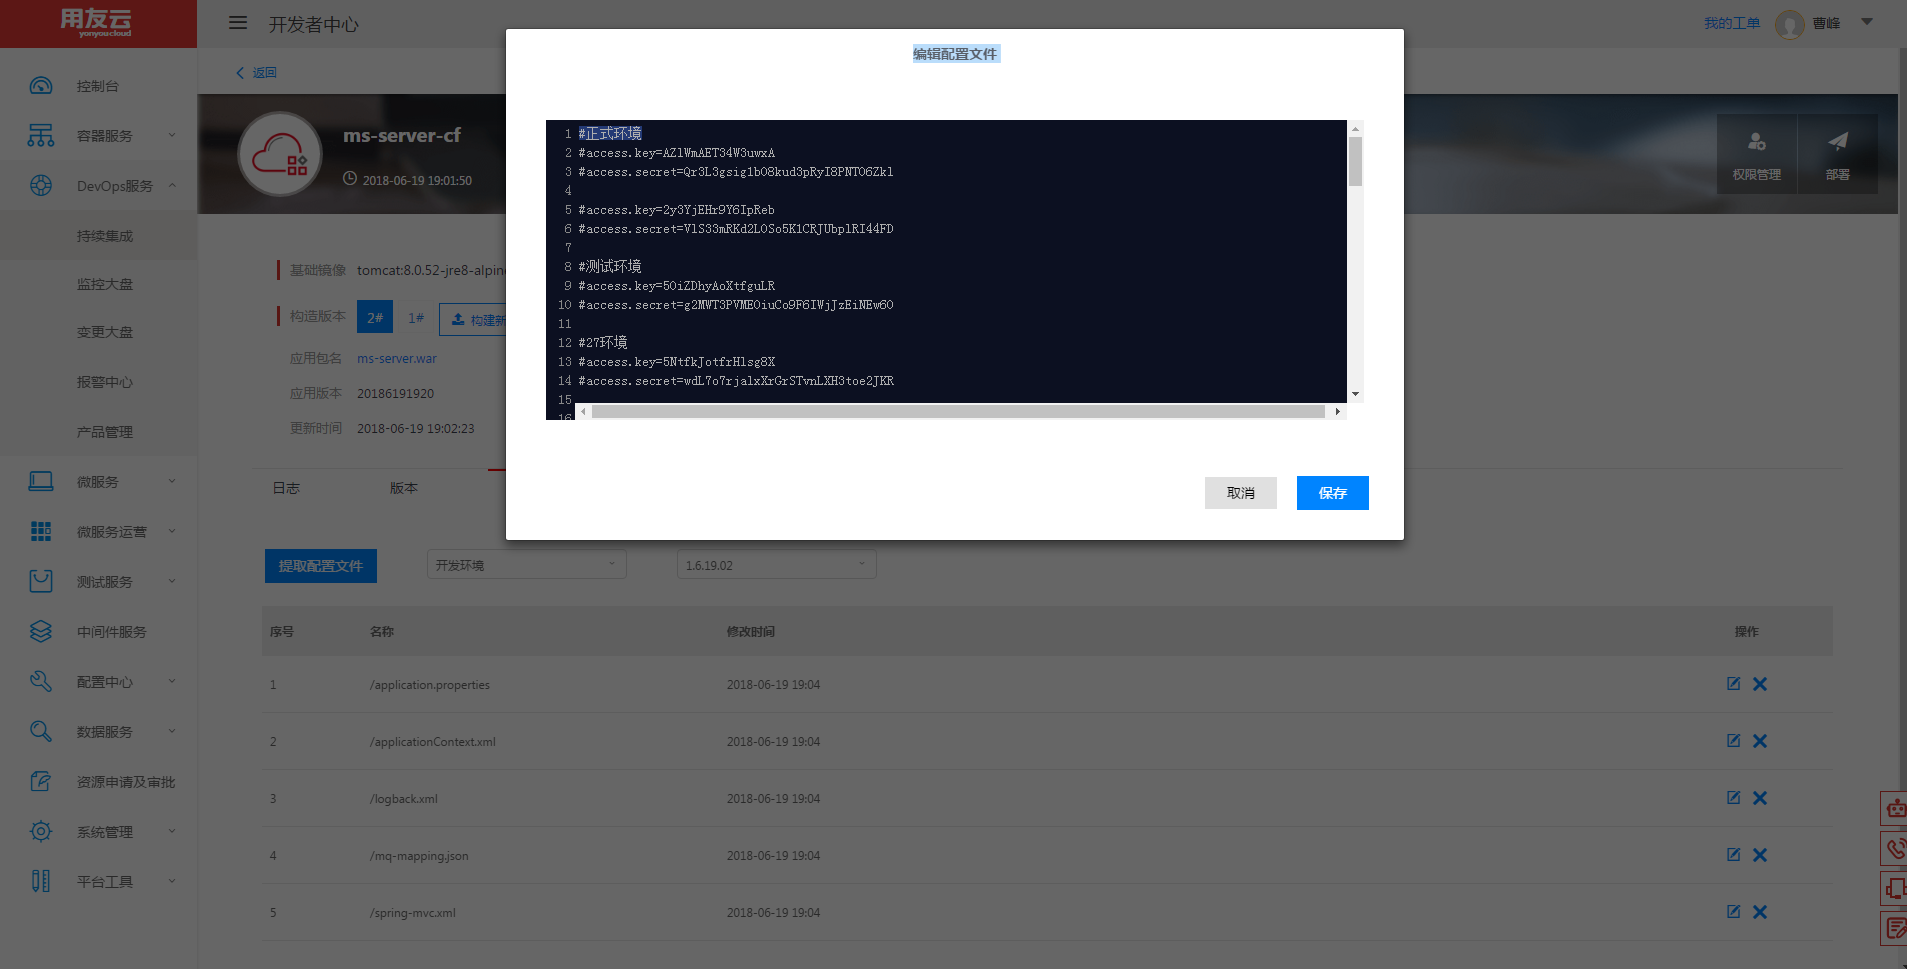 用友云
yonyoucloud
开发者中心
我的工单
曹峰
控制台
容器服务
DevOps服务
持续集成
监控大盘
变更大盘
报警中心
产品管理
微服务
微服务运营
测试服务
中间件服务
配置中心
数据服务
资源申请及审批
系统管理
平台工具
返回
ms-server-cf
2018-06-19 19:01:50
权限管理
部署
基础镜像 tomcat:8.0.52-jre8-alpine
构造版本 2# 1# 构建新
应用包名 ms-server.war
应用版本 20186191920
更新时间 2018-06-19 19:02:23
日志 版本
编辑配置文件
1 #正式环境
2 #access.key=AZlWmAET34W3uwxA
3 #access.secret=Qr3L3gsig1bO8kud3pRyI8PNTO6Zkl
4
5 #access.key=2y3YjEHr9Y6IpReb
6 #access.secret=VlS33mRKd2LOSo5K1CRJUbplRI44FD
7
8 #测试环境
9 #access.key=5OiZDhyAoXtfguLR
10 #access.secret=g2MWT3PVMEOiuCo9F6IWjJzEiNEw6O
11
12 #27环境
13 #access.key=5NtfkJotfrHlsg8X
14 #access.secret=wdL7o7rjalxXrGrSTvnLXH3toe2JKR
15
16
取消 保存
提取配置文件 开发环境 1.6.19.02
序号 名称 修改时间 操作
1 /application.properties 2018-06-19 19:04
2 /applicationContext.xml 2018-06-19 19:04
3 /logback.xml 2018-06-19 19:04
4 /mq-mapping.json 2018-06-19 19:04
5 /spring-mvc.xml 2018-06-19 19:04